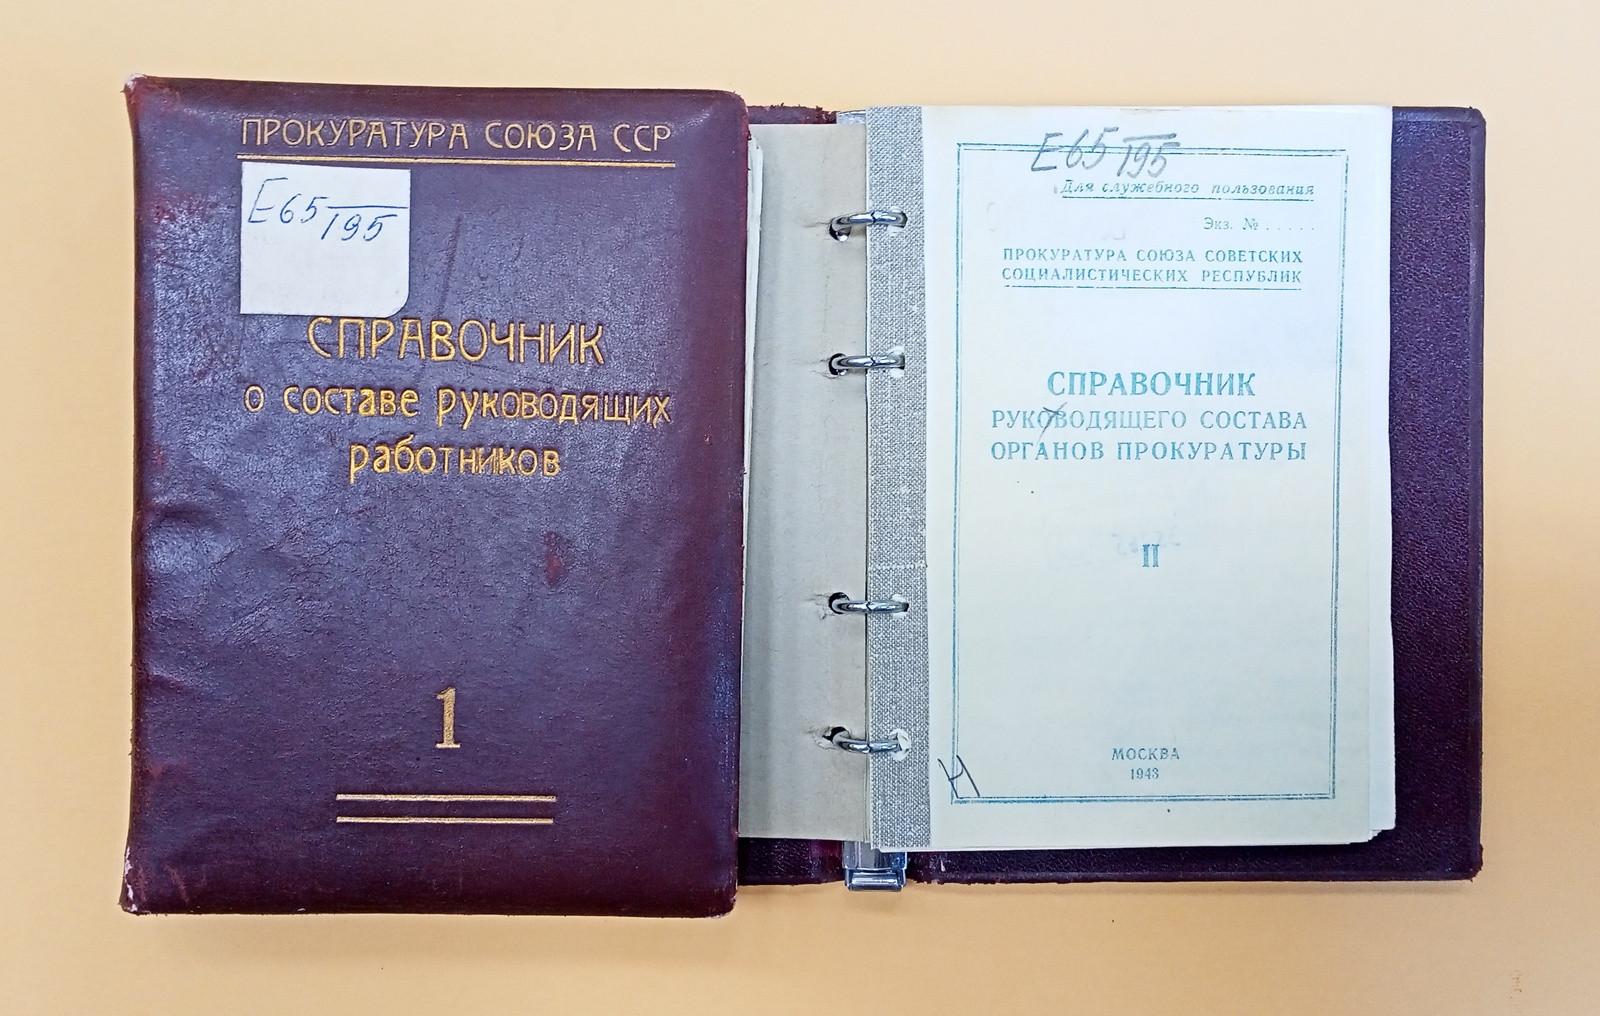 ПРОКУРАТУРА СОЮЗА ССР
Е65/195
СПРАВОЧНИК
о составе руководящих
работников
1
Е65/195
Для служебного пользования
Экз. № .....
ПРОКУРАТУРА СОЮЗА СОВЕТСКИХ
СОЦИАЛИСТИЧЕСКИХ РЕСПУБЛИК
СПРАВОЧНИК
РУКОВОДЯЩЕГО СОСТАВА
ОРГАНОВ ПРОКУРАТУРЫ
II
МОСКВА
1943